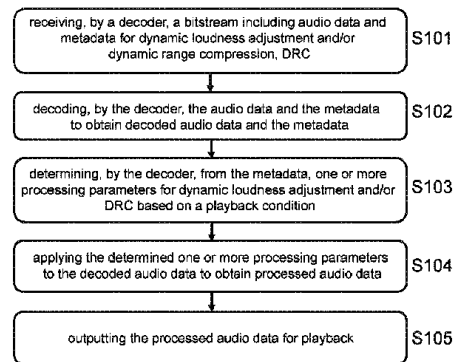 receiving, by a decoder, a bitstream including audio data and
metadata for dynamic loudness adjustment and/or
dynamic range compression, DRC
S101
decoding, by the decoder, the audio data and the metadata
to obtain decoded audio data and the metadata
S102
determining, by the decoder, from the metadata, one or more
processing parameters for dynamic loudness adjustment and/or
DRC based on a playback condition
S103
applying the determined one or more processing parameters
to the decoded audio data to obtain processed audio data
S104
outputting the processed audio data for playback
S105